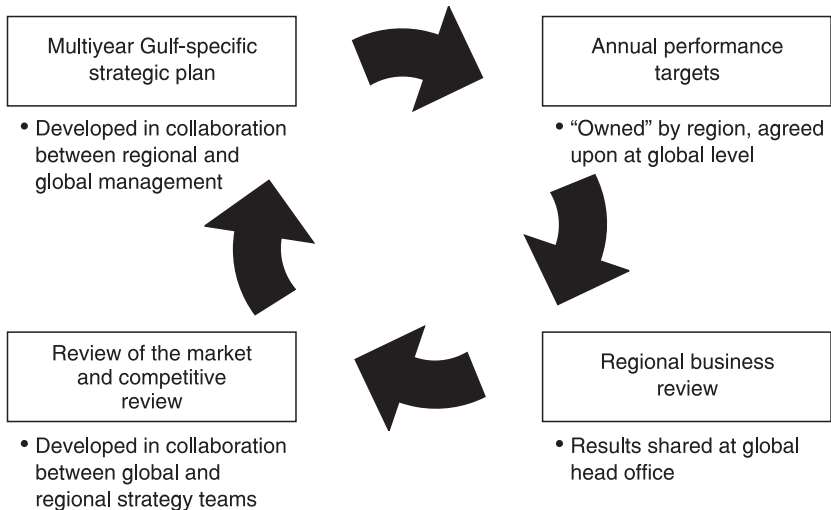 Multiyear Gulf-specific
strategic plan
• Developed in collaboration
between regional and
global management
Annual performance
targets
• “Owned” by region, agreed
upon at global level
Review of the market
and competitive
review
• Developed in collaboration
between global and
regional strategy teams
Regional business
review
• Results shared at global
head office